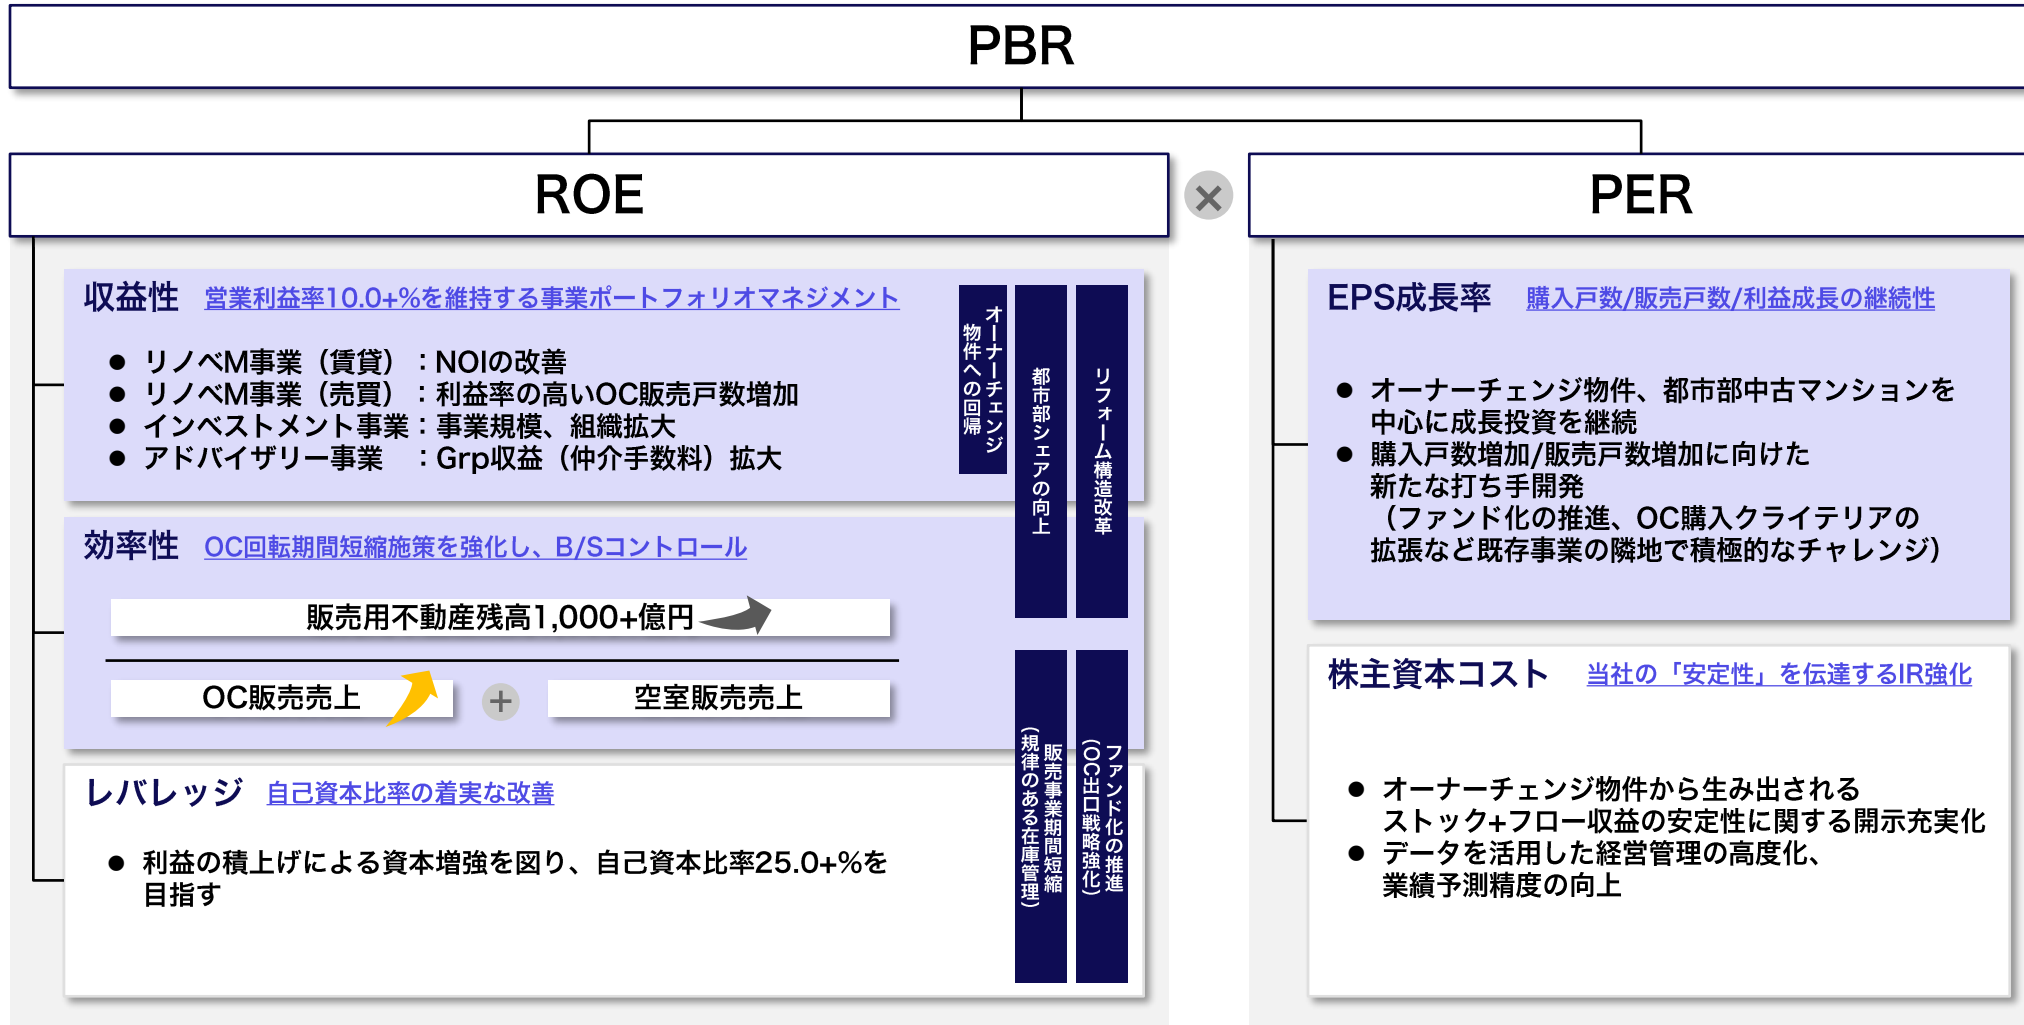 PBR
ROE
×
PER
収益性 営業利益率10.0+%を維持する事業ポートフォリオマネジメント
● リノベM事業（賃貸）：NOIの改善
● リノベM事業（売買）：利益率の高いOC販売戸数増加
● インベストメント事業：事業規模、組織拡大
● アドバイザリー事業　：Grp収益（仲介手数料）拡大
オーナーチェンジ
物件への回帰
都市部シェアの向上
リフォーム構造改革
効率性 OC回転期間短縮施策を強化し、B/Sコントロール
販売用不動産残高1,000+億円
OC販売売上
+
空室販売売上
販売事業期間短縮
(規律のある在庫管理)
ファンド化の推進
(OC出口戦略強化)
レバレッジ 自己資本比率の着実な改善
● 利益の積上げによる資本増強を図り、自己資本比率25.0+%を
目指す
EPS成長率 購入戸数/販売戸数/利益成長の継続性
● オーナーチェンジ物件、都市部中古マンションを
中心に成長投資を継続
● 購入戸数増加/販売戸数増加に向けた
新たな打ち手開発
（ファンド化の推進、OC購入クライテリアの
拡張など既存事業の隣地で積極的なチャレンジ）
株主資本コスト 当社の「安定性」を伝達するIR強化
● オーナーチェンジ物件から生み出される
ストック+フロー収益の安定性に関する開示充実化
● データを活用した経営管理の高度化、
業績予測精度の向上